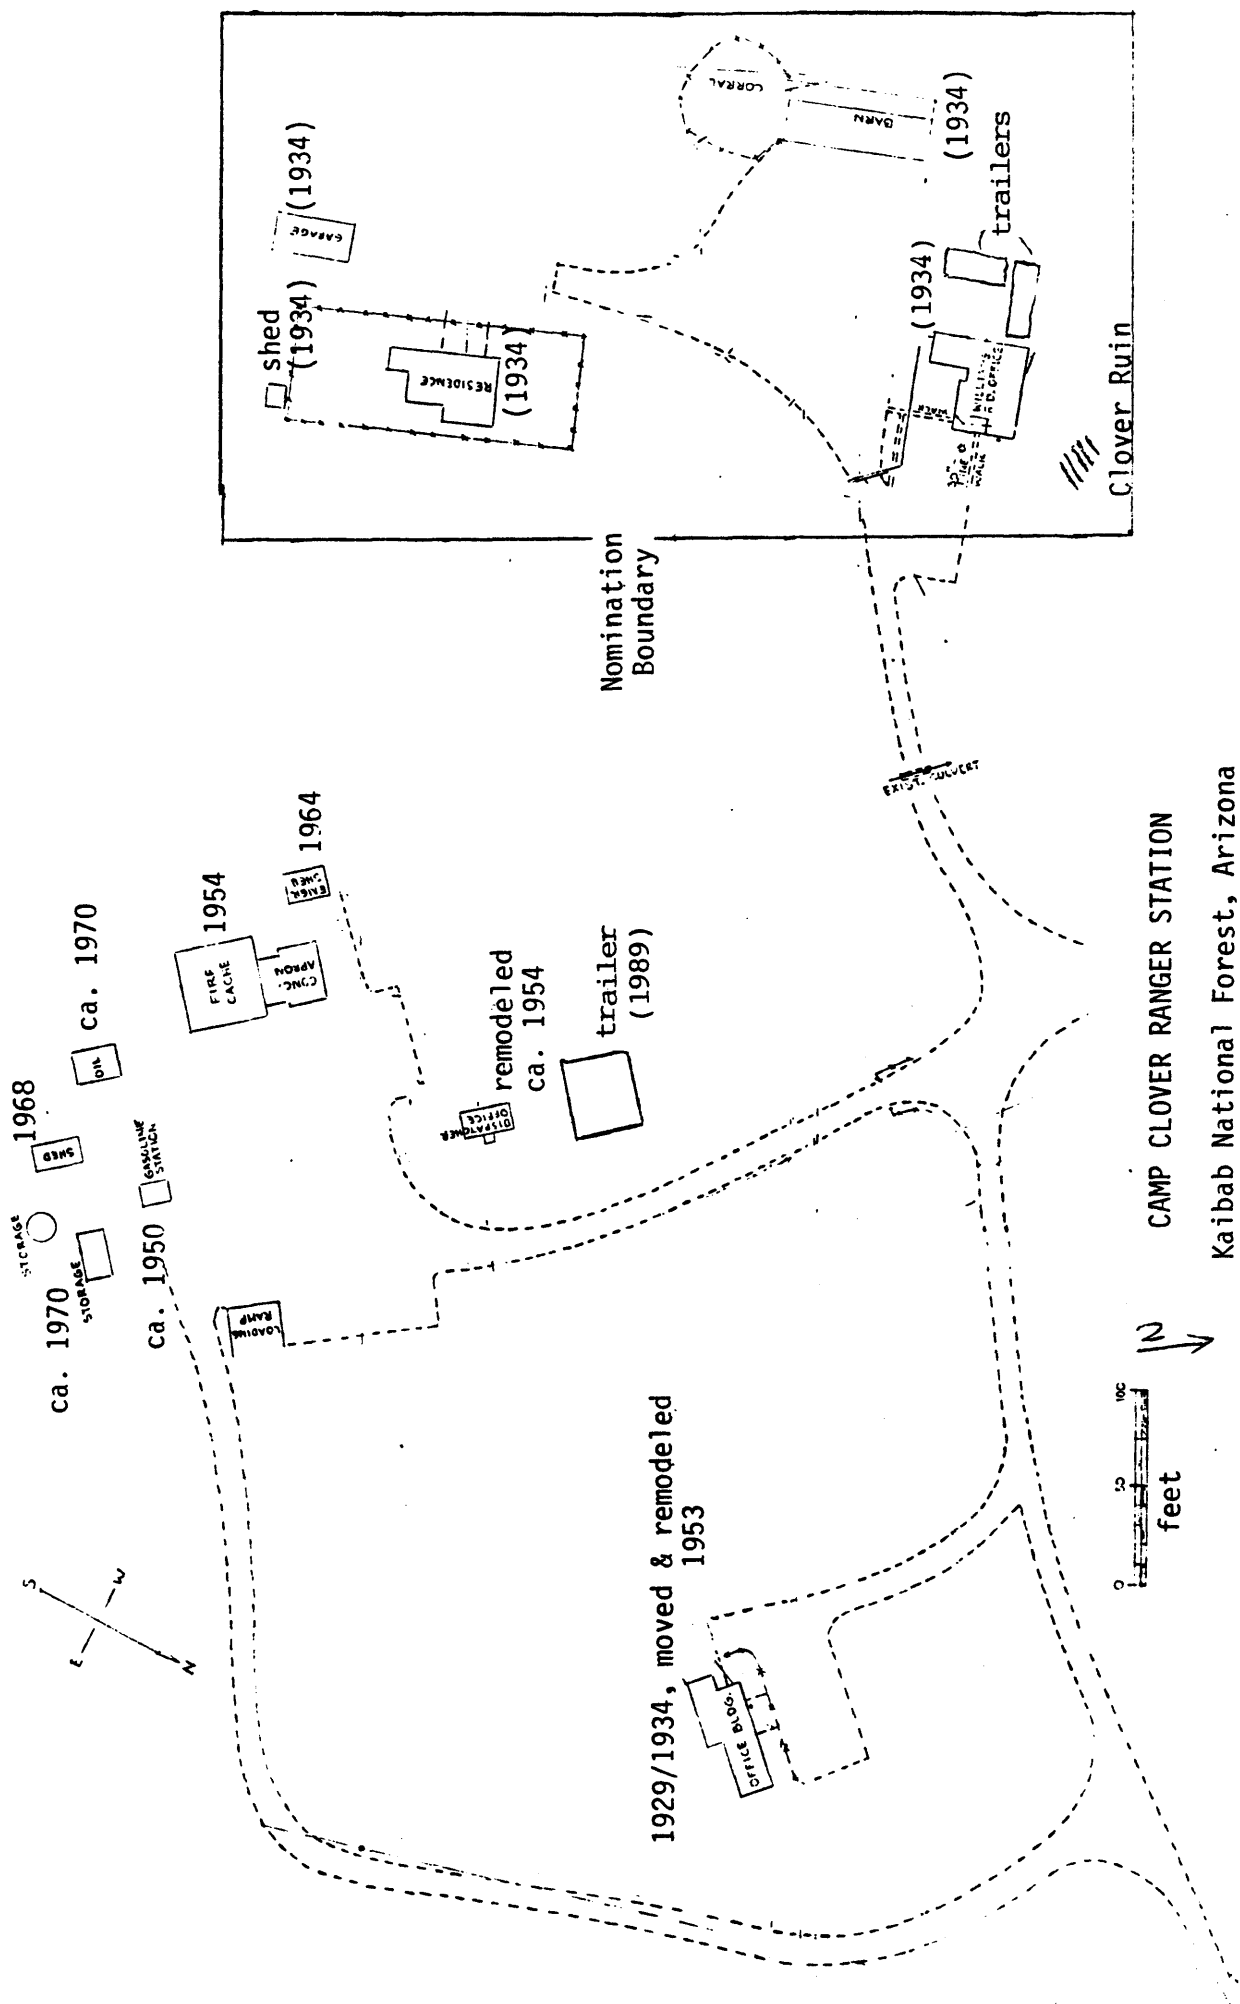 CORRAL
BARN
(1934)
GARAGE
(1934)
shed
(1934)
RESIDENCE
(1934)
(1934)
trailers
WALK
R.D. OFFICE
WALK
Clover Ruin
Nomination
Boundary
EXIST. CULVERT
1964
1954
FIRE
CACHE
CONC.
APRON
ca. 1970
OIL
1968
SHED
GASOLINE
STATION
ca. 1950
STORAGE
STORAGE
ca. 1970
LOADING
RAMP
DISPATCHER
OFFICE
remodeled
ca. 1954
trailer
(1989)
1929/1934, moved & remodeled
1953
OFFICE BLDG.
S
W
E
N
N
0 50 100
feet
CAMP CLOVER RANGER STATION
Kaibab National Forest, Arizona